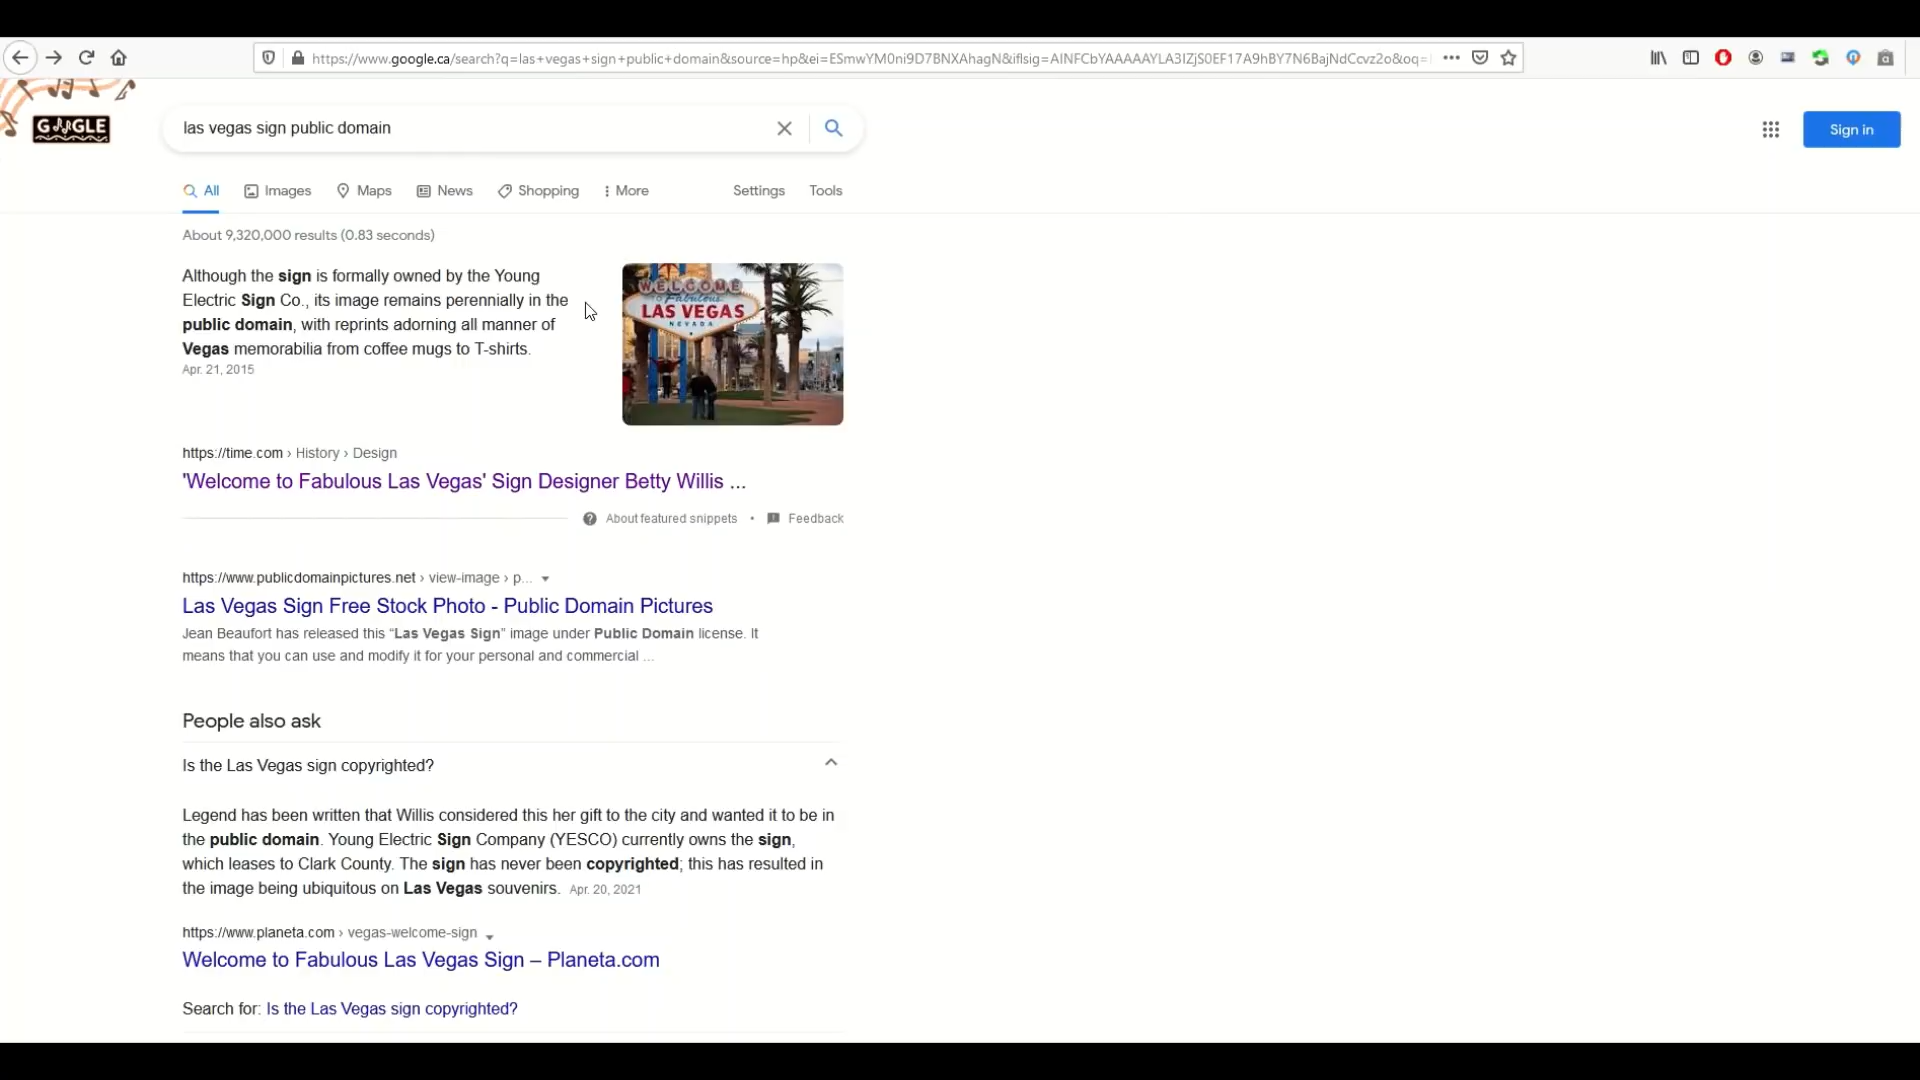 https://www.google.ca/search?q=las+vegas+sign+public+domain&source=hp&ei=ESmwYM0ni9D7BNXAhagN&iflsig=AINFCbYAAAAAYLA3IZjS0EF17A9hBY7N6BajNdCcvz2o&oq=
GOOGLE
las vegas sign public domain
Sign in
All Images Maps News Shopping More Settings Tools
About 9,320,000 results (0.83 seconds)
Although the sign is formally owned by the Young
Electric Sign Co., its image remains perennially in the
public domain, with reprints adorning all manner of
Vegas memorabilia from coffee mugs to T-shirts.
Apr. 21, 2015
WELCOME
TO Fabulous
LAS VEGAS
NEVADA
https://time.com › History › Design
'Welcome to Fabulous Las Vegas' Sign Designer Betty Willis ...
About featured snippets • Feedback
https://www.publicdomainpictures.net › view-image › p...
Las Vegas Sign Free Stock Photo - Public Domain Pictures
Jean Beaufort has released this “Las Vegas Sign” image under Public Domain license. It
means that you can use and modify it for your personal and commercial ...
People also ask
Is the Las Vegas sign copyrighted?
Legend has been written that Willis considered this her gift to the city and wanted it to be in
the public domain. Young Electric Sign Company (YESCO) currently owns the sign,
which leases to Clark County. The sign has never been copyrighted; this has resulted in
the image being ubiquitous on Las Vegas souvenirs. Apr. 20, 2021
https://www.planeta.com › vegas-welcome-sign
Welcome to Fabulous Las Vegas Sign – Planeta.com
Search for: Is the Las Vegas sign copyrighted?